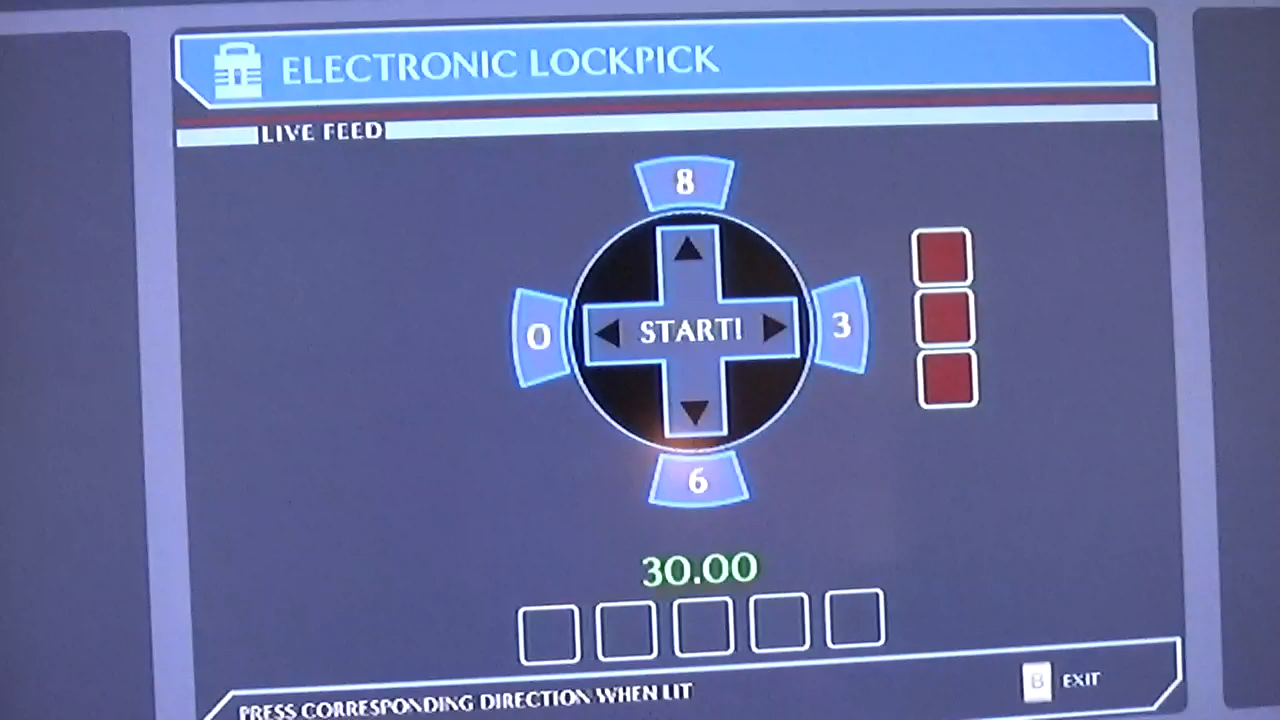 ELECTRONIC LOCKPICK
LIVE FEED
8
0 START! 3
6
30.00
B EXIT
PRESS CORRESPONDING DIRECTION WHEN LIT